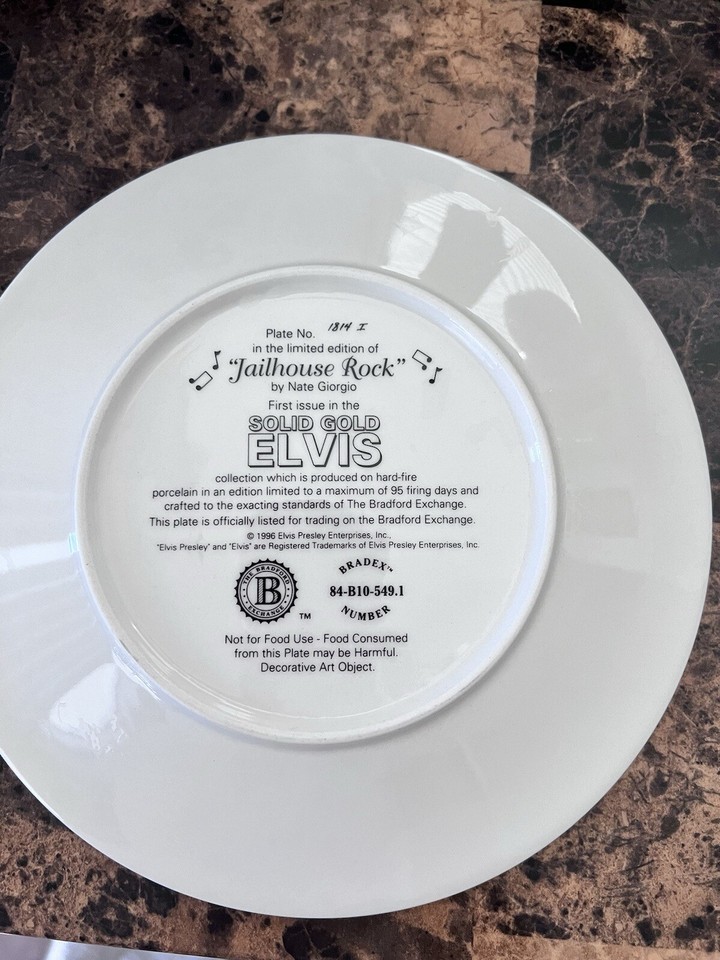 Plate No. 1814 I
in the limited edition of
"Jailhouse Rock"
by Nate Giorgio
First issue in the
SOLID GOLD
ELVIS
collection which is produced on hard-fire
porcelain in an edition limited to a maximum of 95 firing days and
crafted to the exacting standards of The Bradford Exchange.
This plate is officially listed for trading on the Bradford Exchange.
© 1996 Elvis Presley Enterprises, Inc.,
"Elvis Presley" and "Elvis" are Registered Trademarks of Elvis Presley Enterprises, Inc.
THE BRADFORD
B
EXCHANGE
TM
BRADEX™
84-B10-549.1
NUMBER
Not for Food Use - Food Consumed
from this Plate may be Harmful.
Decorative Art Object.